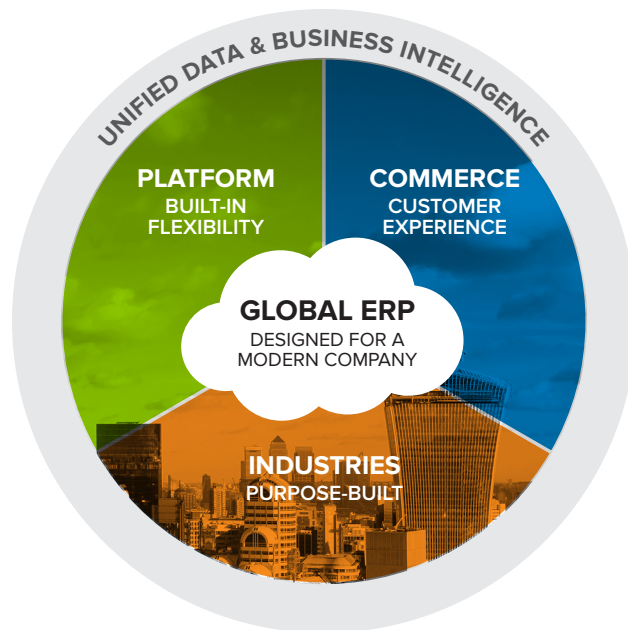 UNIFIED DATA & BUSINESS INTELLIGENCE
PLATFORM
BUILT-IN
FLEXIBILITY
COMMERCE
CUSTOMER
EXPERIENCE
GLOBAL ERP
DESIGNED FOR A
MODERN COMPANY
INDUSTRIES
PURPOSE-BUILT